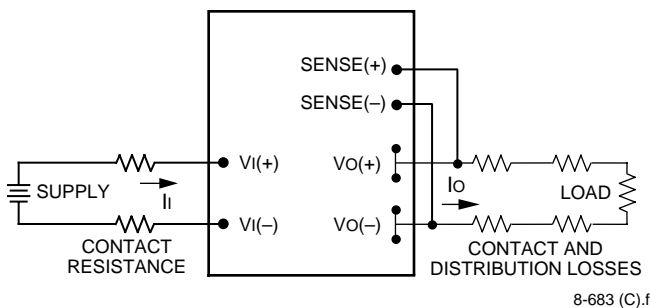 SENSE(+)
SENSE(–)
VI(+)
VO(+)
SUPPLY
II
IO
LOAD
VI(–)
VO(–)
CONTACT
RESISTANCE
CONTACT AND
DISTRIBUTION LOSSES
8-683 (C).f